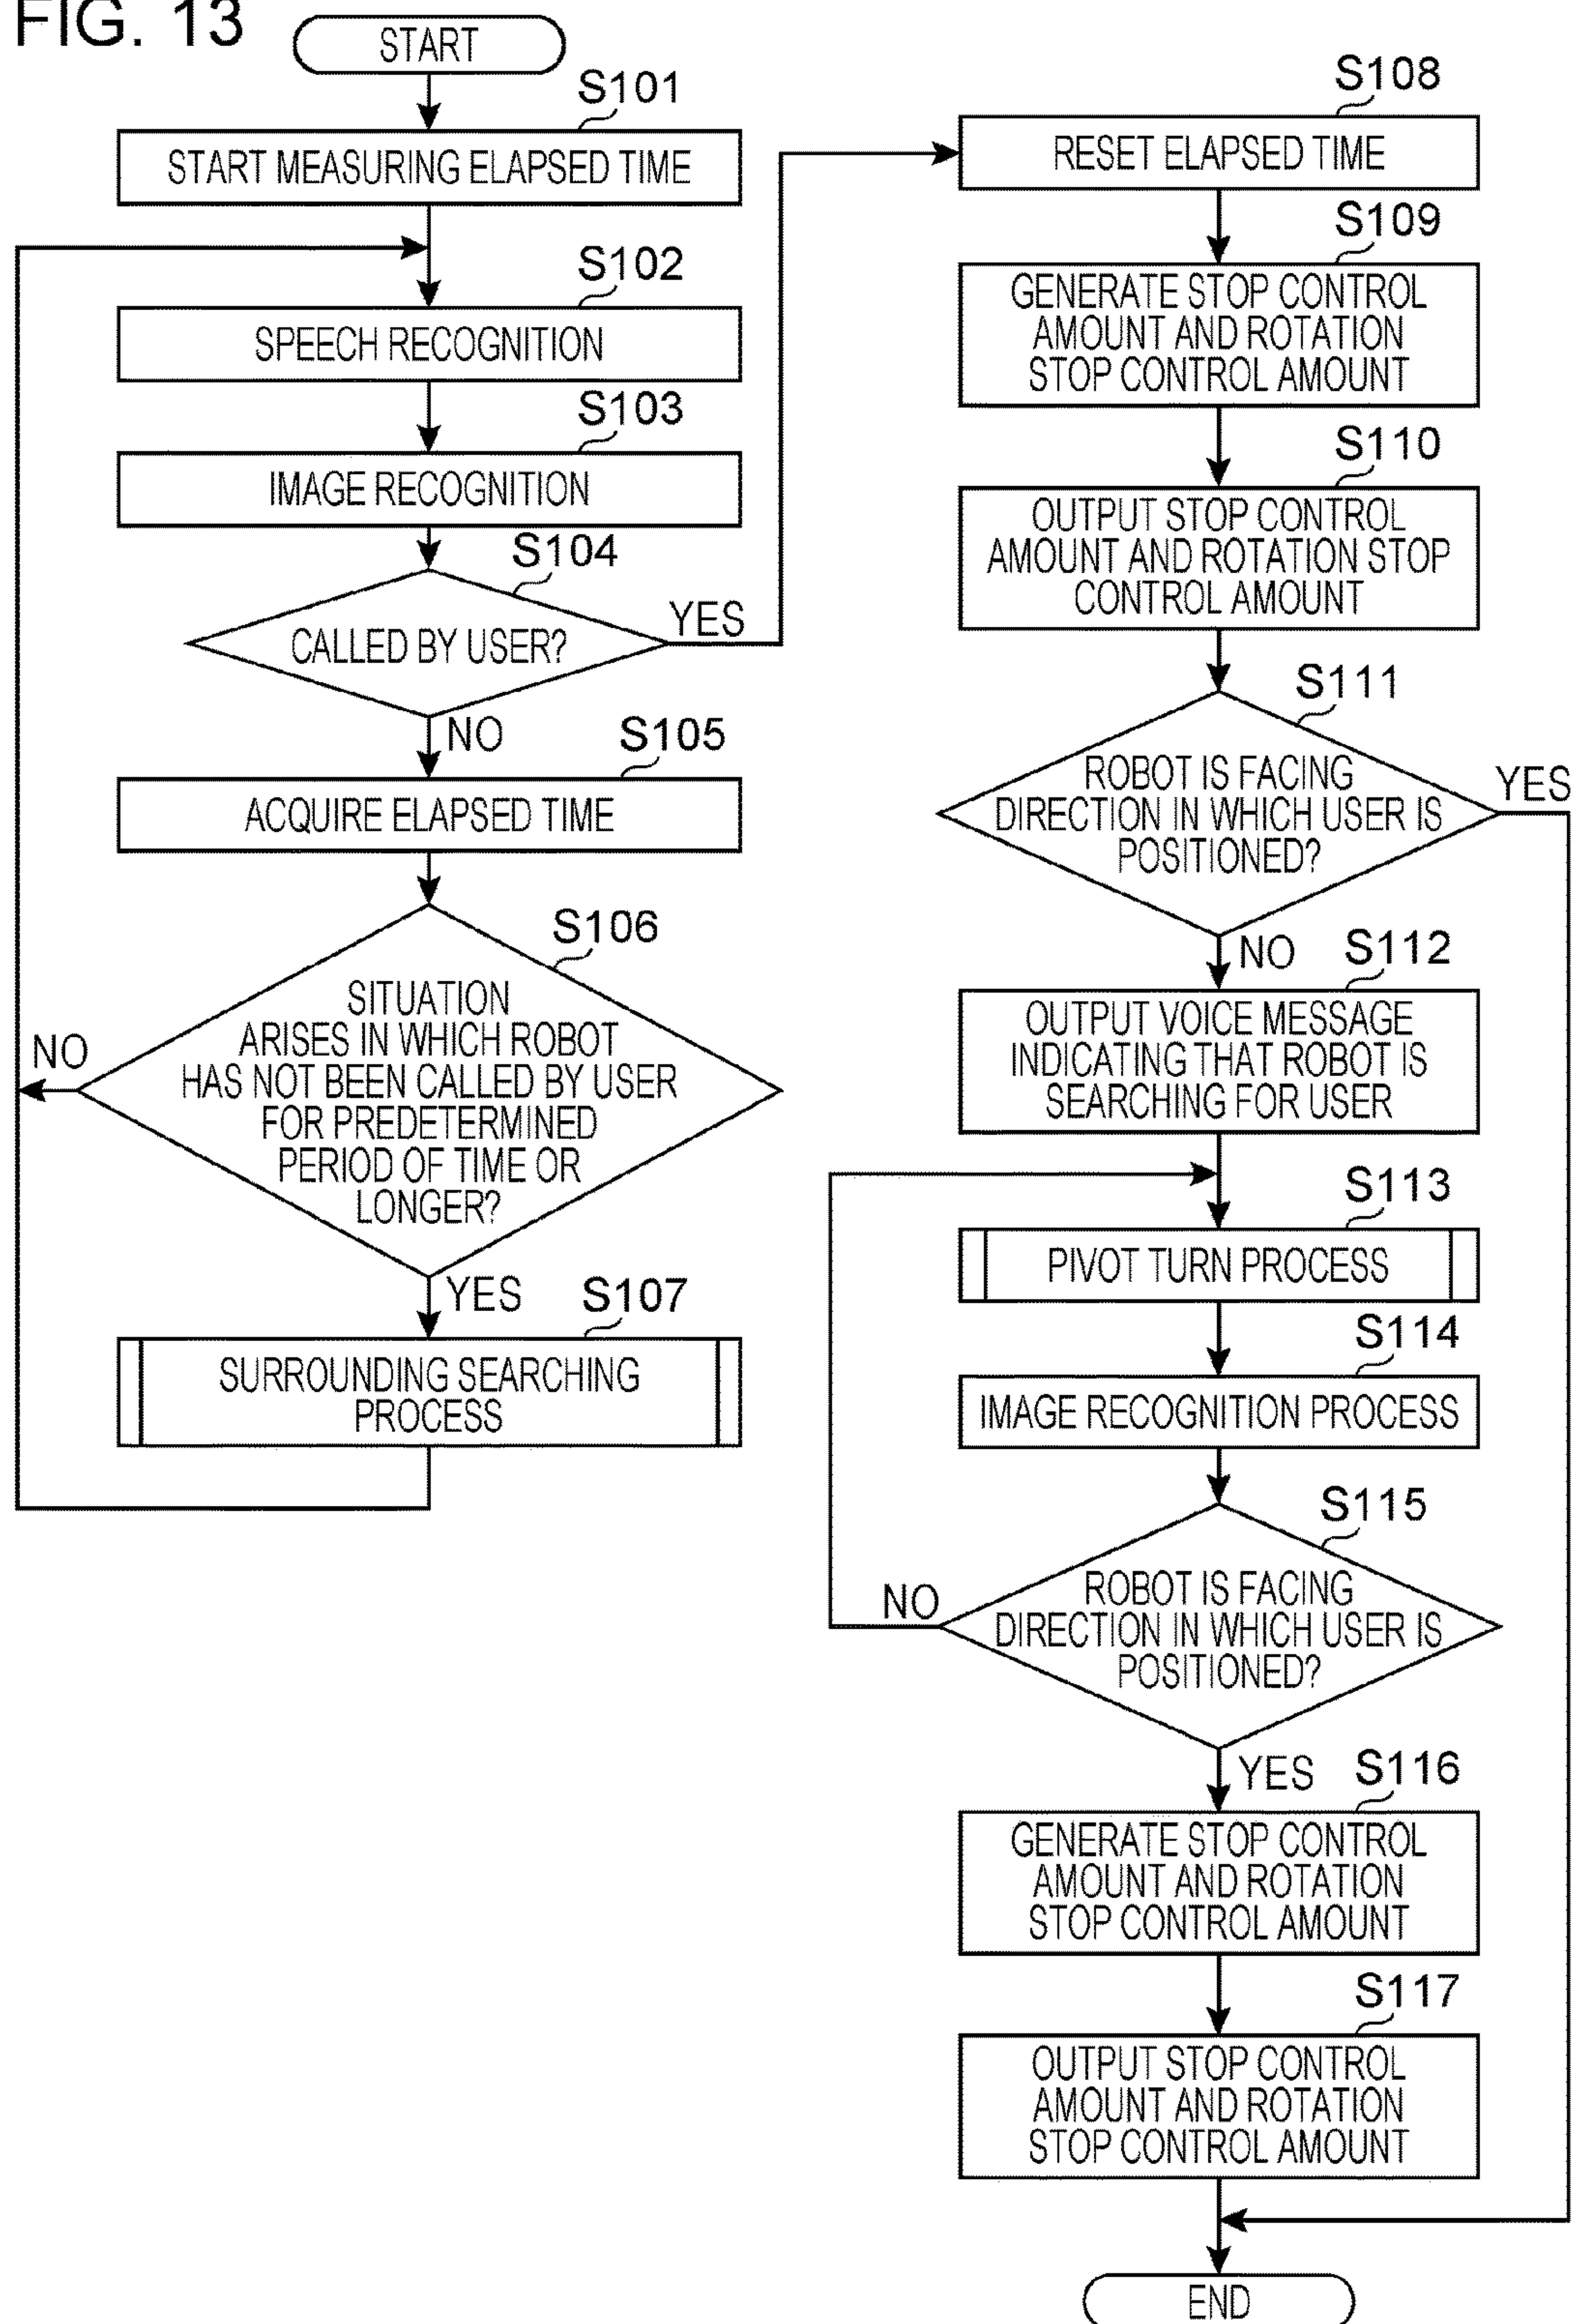 FIG. 13
START
S101
START MEASURING ELAPSED TIME
S102
SPEECH RECOGNITION
S103
IMAGE RECOGNITION
S104
CALLED BY USER?
YES
NO
S105
ACQUIRE ELAPSED TIME
S106
SITUATION
ARISES IN WHICH ROBOT
HAS NOT BEEN CALLED BY USER
FOR PREDETERMINED
PERIOD OF TIME OR
LONGER?
NO
YES
S107
SURROUNDING SEARCHING
PROCESS
S108
RESET ELAPSED TIME
S109
GENERATE STOP CONTROL
AMOUNT AND ROTATION
STOP CONTROL AMOUNT
S110
OUTPUT STOP CONTROL
AMOUNT AND ROTATION STOP
CONTROL AMOUNT
S111
ROBOT IS FACING
DIRECTION IN WHICH USER IS
POSITIONED?
YES
NO
S112
OUTPUT VOICE MESSAGE
INDICATING THAT ROBOT IS
SEARCHING FOR USER
S113
PIVOT TURN PROCESS
S114
IMAGE RECOGNITION PROCESS
S115
ROBOT IS FACING
DIRECTION IN WHICH USER IS
POSITIONED?
NO
YES
S116
GENERATE STOP CONTROL
AMOUNT AND ROTATION
STOP CONTROL AMOUNT
S117
OUTPUT STOP CONTROL
AMOUNT AND ROTATION
STOP CONTROL AMOUNT
END